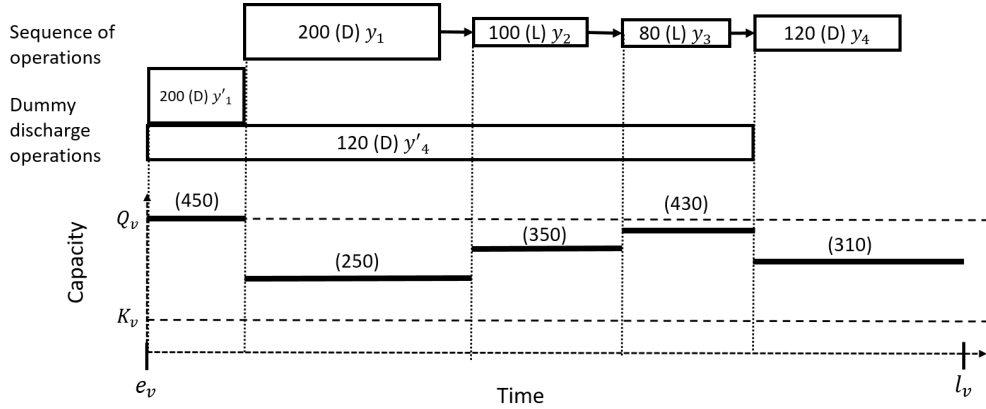 Sequence of
operations
200 (D) y₁
100 (L) y₂
80 (L) y₃
120 (D) y₄
Dummy
discharge
operations
200 (D) y'₁
120 (D) y'₄
Capacity
Qᵥ
Kᵥ
(450)
(250)
(350)
(430)
(310)
eᵥ
Time
lᵥ